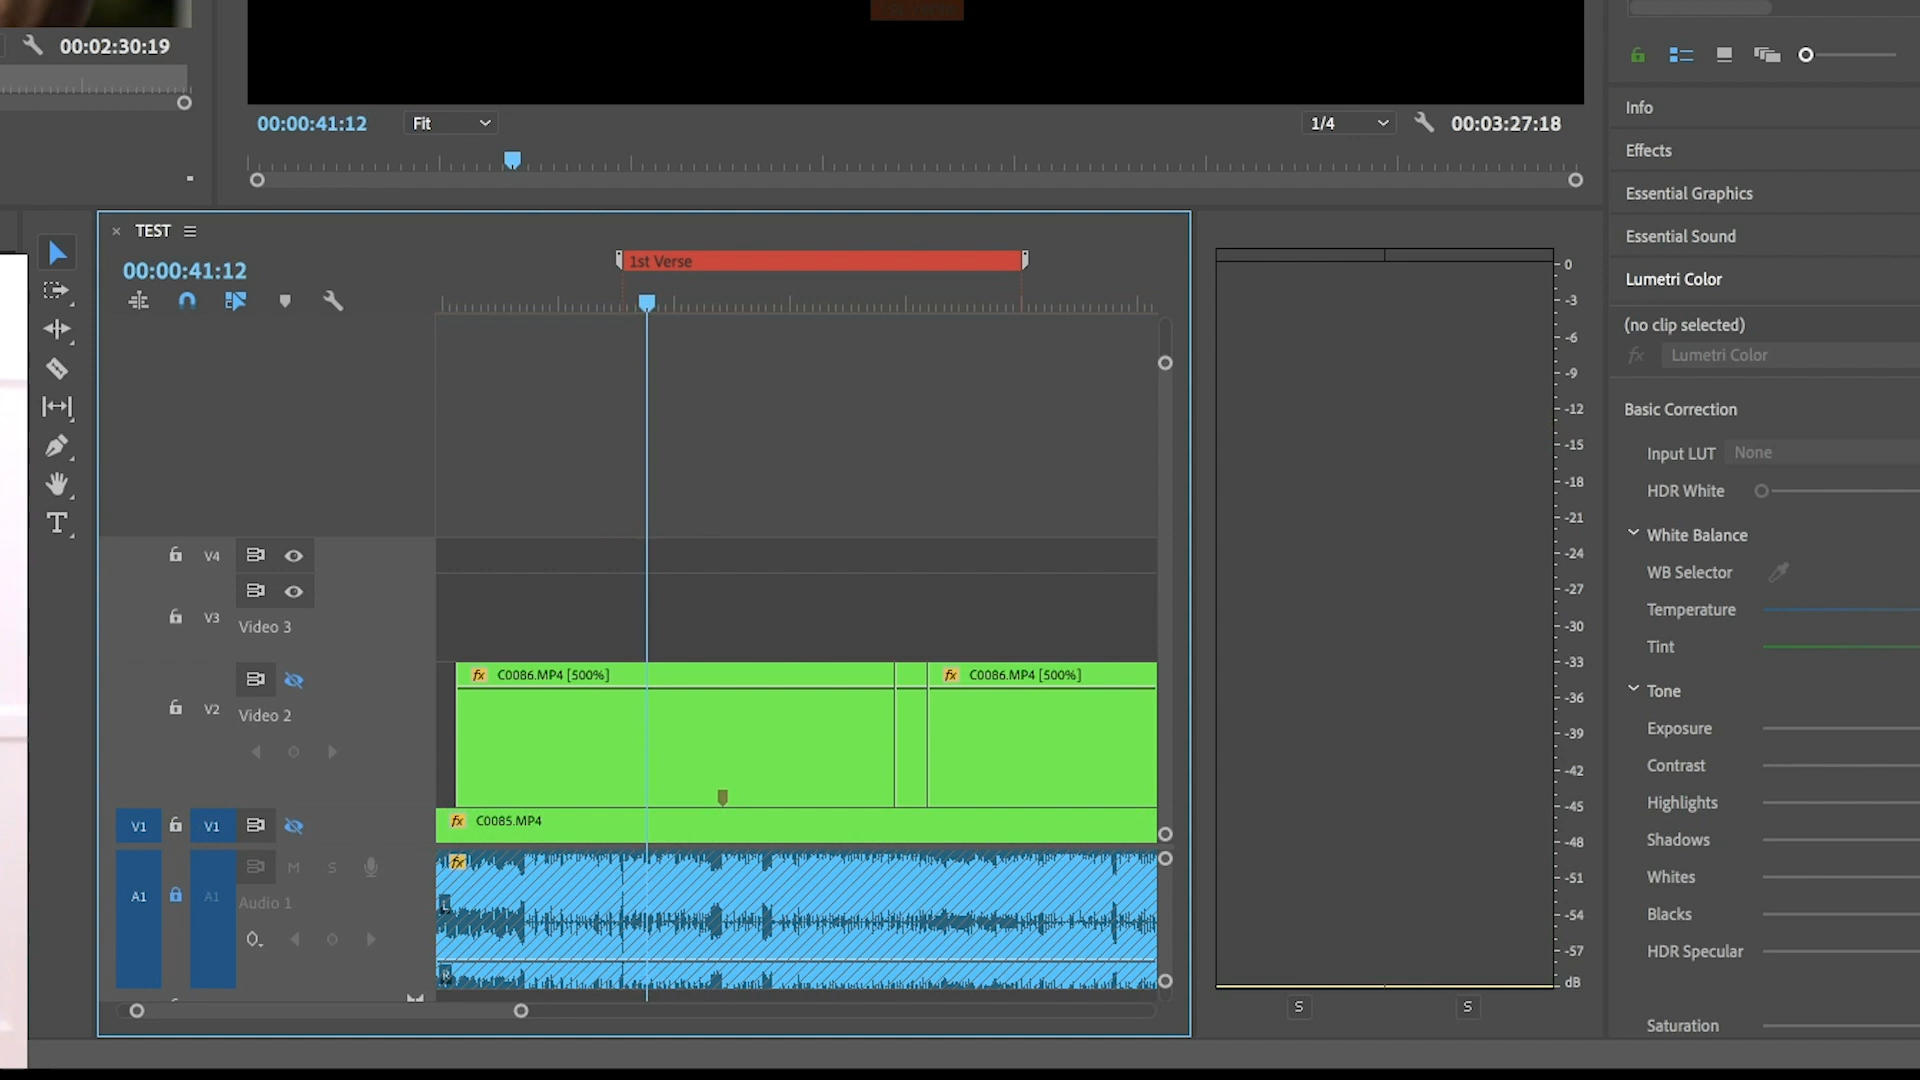 00:02:30:19
00:00:41:12
Fit
1/4
00:03:27:18
Info
Effects
Essential Graphics
Essential Sound
Lumetri Color
(no clip selected)
fx Lumetri Color
Basic Correction
Input LUT None
HDR White
White Balance
WB Selector
Temperature
Tint
Tone
Exposure
Contrast
Highlights
Shadows
Whites
Blacks
HDR Specular
Saturation
× TEST
00:00:41:12
1st Verse
V4
V3
Video 3
V2
Video 2
fx C0086.MP4 [500%]
fx C0086.MP4 [500%]
V1 V1
fx C0085.MP4
A1 A1 M S
Audio 1
fx
L
R
0
-3
-6
-9
-12
-15
-18
-21
-24
-27
-30
-33
-36
-39
-42
-45
-48
-51
-54
-57
dB
S S